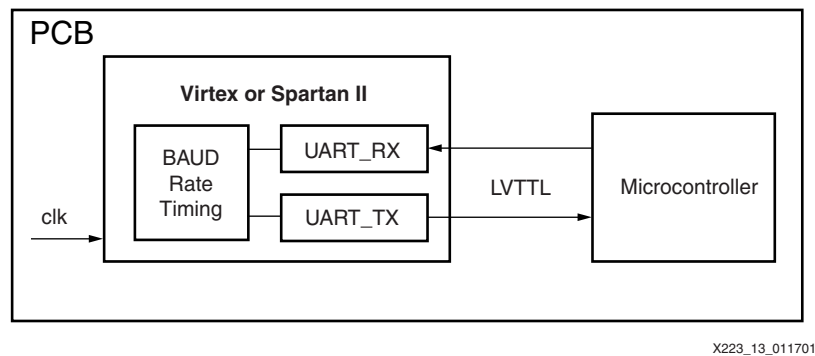 PCB
Virtex or Spartan II
BAUD
Rate
Timing
UART_RX
UART_TX
LVTTL
Microcontroller
clk
X223_13_011701